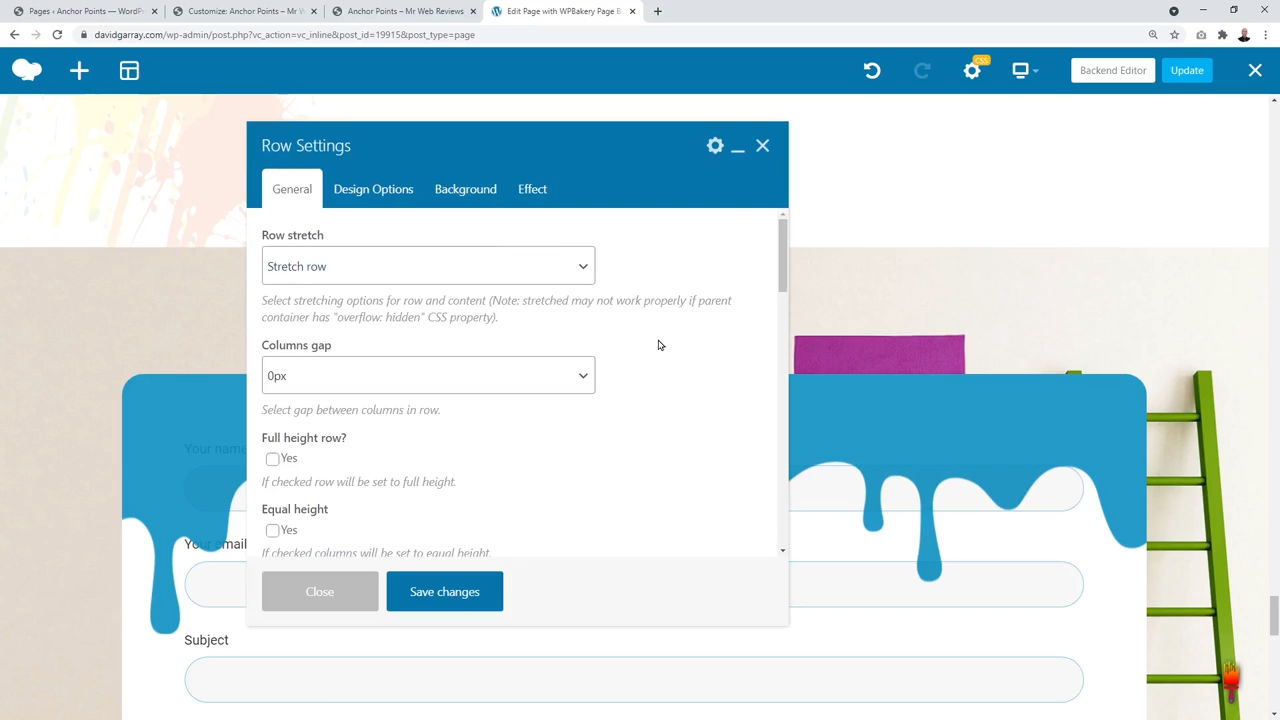 Pages ‹ Anchor Points — WordP
Customize: Anchor Points – Mr W
Anchor Points – Mr Web Reviews
Edit Page with WPBakery Page B
davidgarray.com/wp-admin/post.php?vc_action=vc_inline&post_id=19915&post_type=page
CSS
Backend Editor
Update
Row Settings
General
Design Options
Background
Effect
Row stretch
Stretch row
Select stretching options for row and content (Note: stretched may not work properly if parent
container has "overflow: hidden" CSS property).
Columns gap
0px
Select gap between columns in row.
Full height row?
Yes
If checked row will be set to full height.
Equal height
Yes
If checked columns will be set to equal height.
Close
Save changes
Your name
Your email
Subject